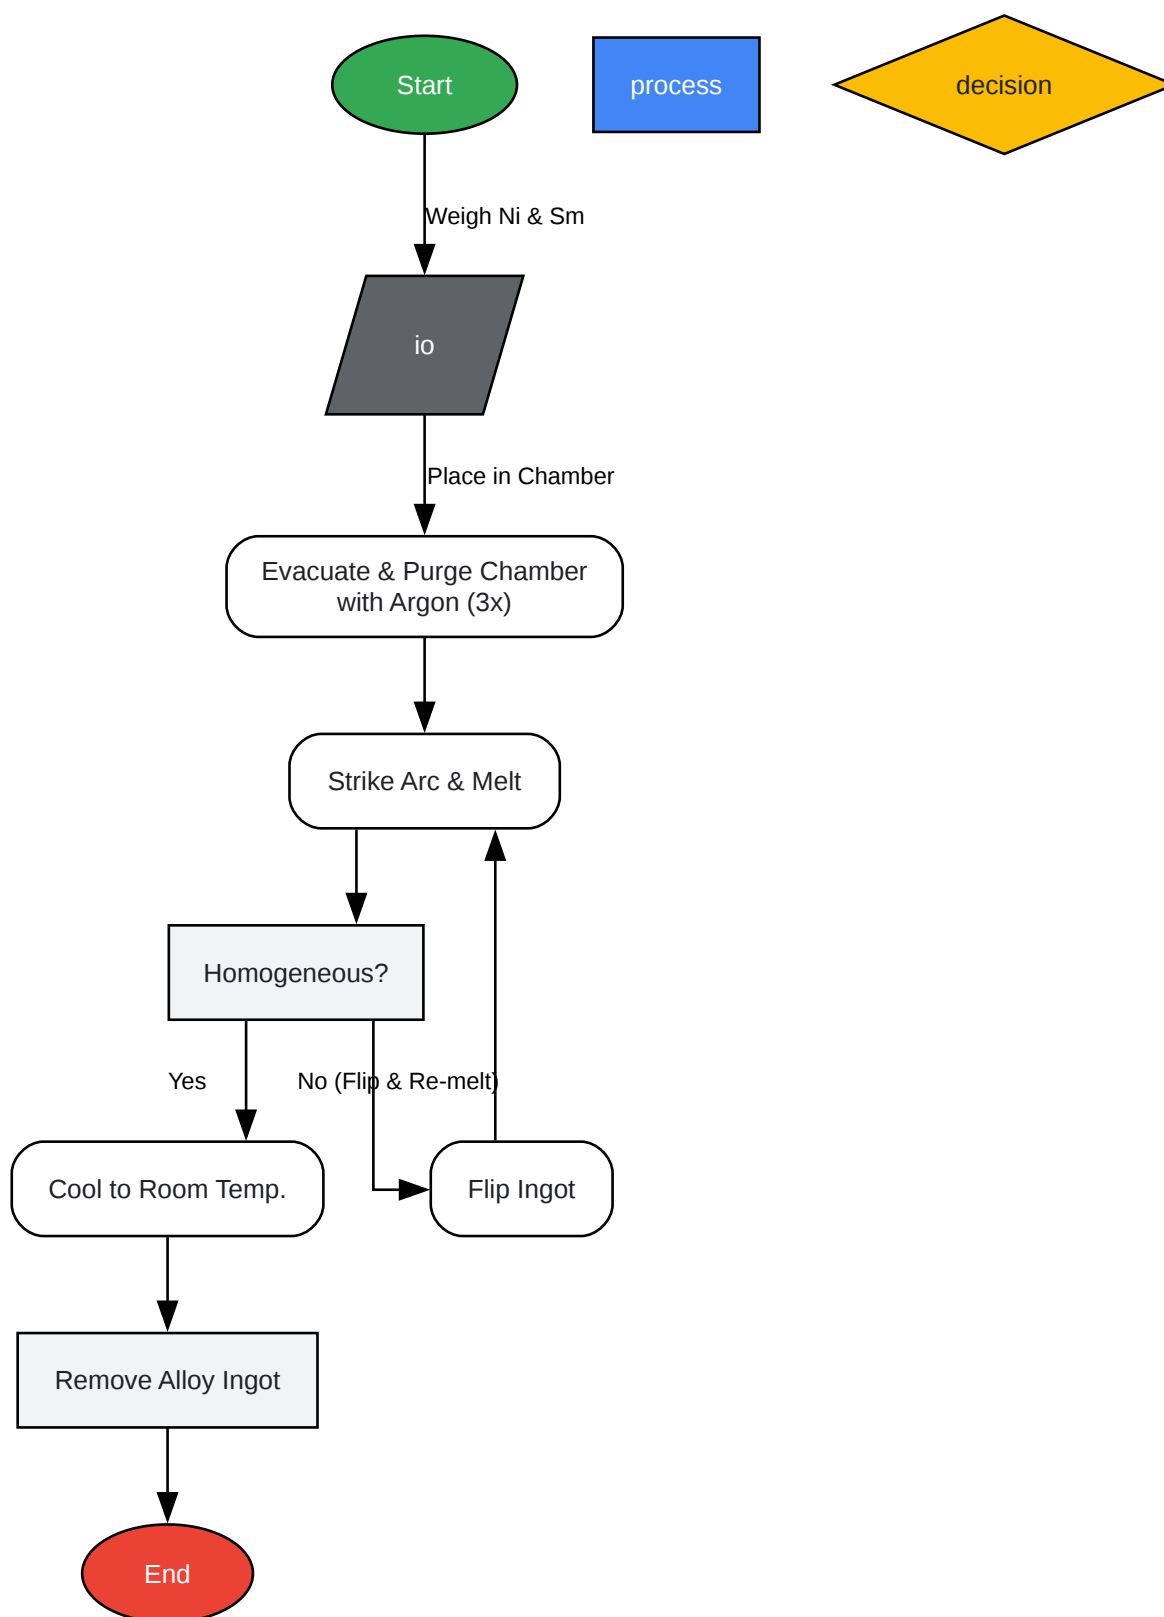 Start
process
decision
Weigh Ni & Sm
io
Place in Chamber
Evacuate & Purge Chamber
with Argon (3x)
Strike Arc & Melt
Homogeneous?
Yes
No (Flip & Re-melt)
Cool to Room Temp.
Flip Ingot
Remove Alloy Ingot
End